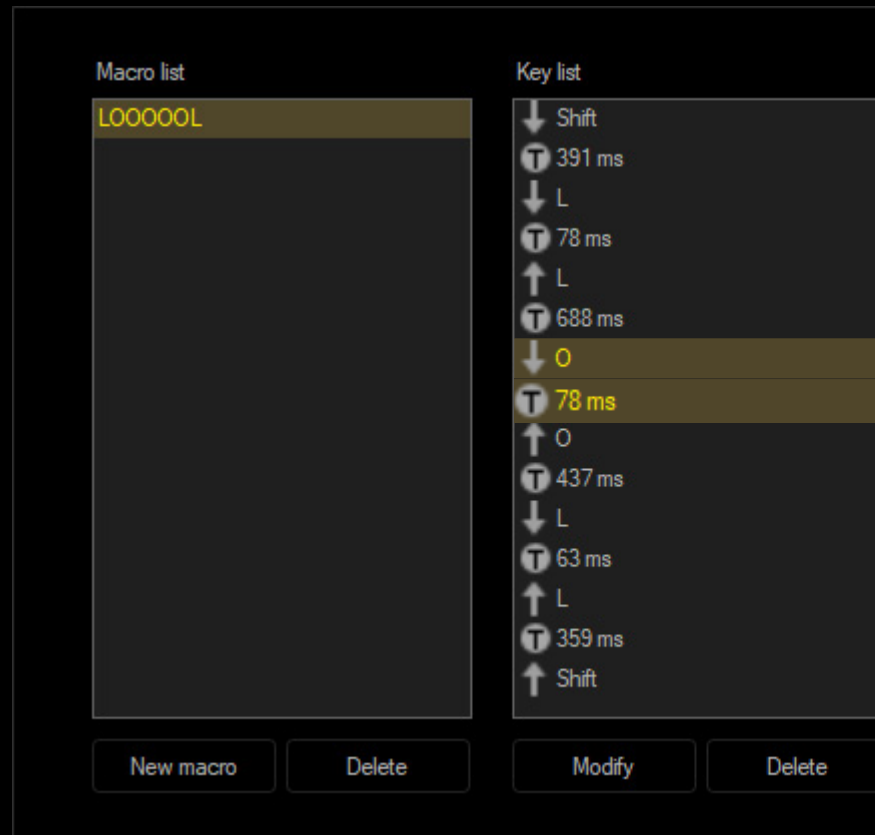 Macro list
LOOOOOL
New macro
Delete
Key list
Shift
T 391 ms
L
T 78 ms
L
T 688 ms
O
T 78 ms
O
T 437 ms
L
T 63 ms
L
T 359 ms
Shift
Modify
Delete